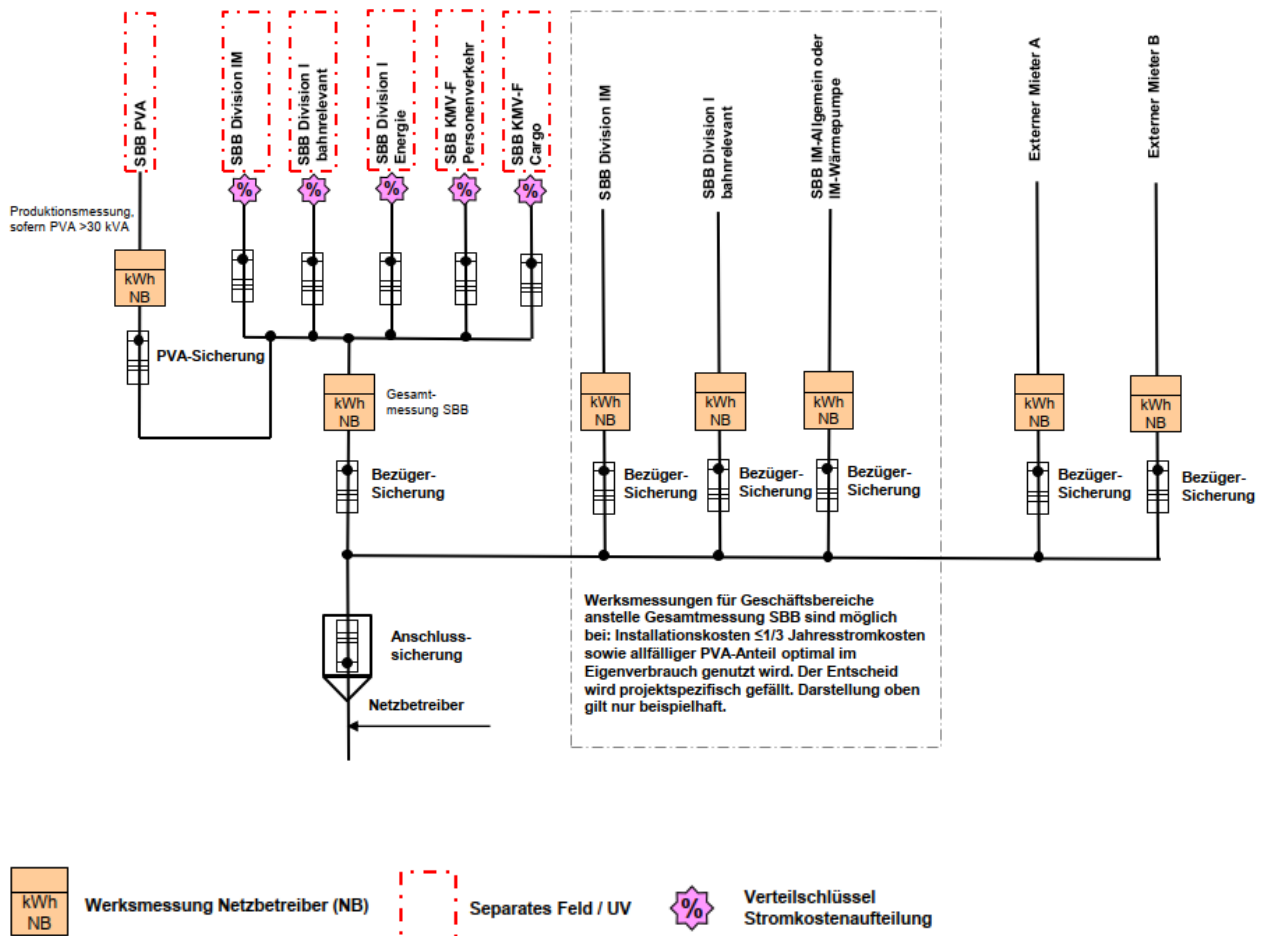 SBB PVA
SBB Division IM
SBB Division I
bahnrelevant
SBB Division I
Energie
SBB KMV-F
Personenverkehr
SBB KMV-F
Cargo
SBB Division IM
SBB Division I
bahnrelevant
SBB IM-Allgemein oder
IM-Wärmepumpe
Externer Mieter A
Externer Mieter B
%
%
%
%
%
Produktionsmessung,
sofern PVA >30 kVA
kWh
NB
PVA-Sicherung
kWh
NB
Gesamt-
messung SBB
kWh
NB
kWh
NB
kWh
NB
kWh
NB
kWh
NB
Bezüger-
Sicherung
Bezüger-
Sicherung
Bezüger-
Sicherung
Bezüger-
Sicherung
Bezüger-
Sicherung
Bezüger-
Sicherung
Werksmessungen für Geschäftsbereiche
anstelle Gesamtmessung SBB sind möglich
bei: Installationskosten ≤1/3 Jahresstromkosten
sowie allfälliger PVA-Anteil optimal im
Eigenverbrauch genutzt wird. Der Entscheid
wird projektspezifisch gefällt. Darstellung oben
gilt nur beispielhaft.
Anschluss-
sicherung
Netzbetreiber
kWh
NB
Werksmessung Netzbetreiber (NB)
Separates Feld / UV
%
Verteilschlüssel
Stromkostenaufteilung